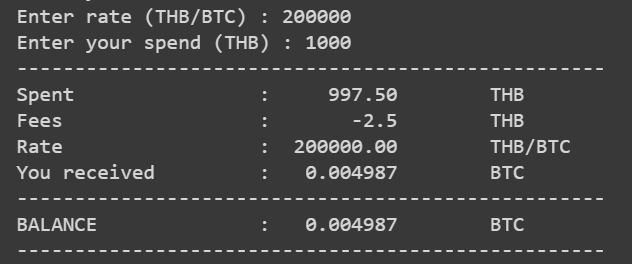 Enter rate (THB/BTC) : 200000
Enter your spend (THB) : 1000
---------------------------------------------------
Spent                :     997.50        THB
Fees                 :       -2.5        THB
Rate                 :  200000.00        THB/BTC
You received         :   0.004987        BTC
---------------------------------------------------
BALANCE              :   0.004987        BTC
---------------------------------------------------